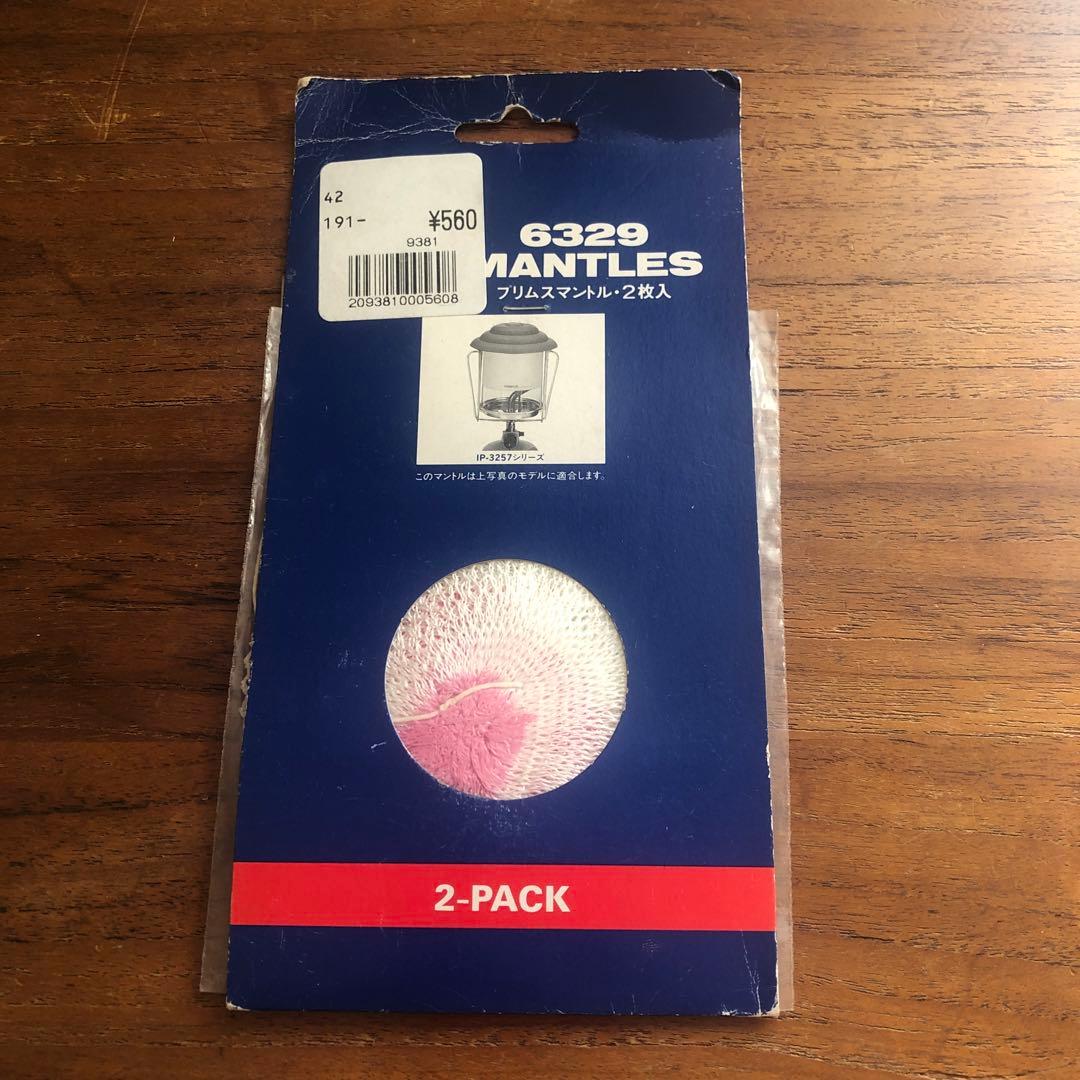 42
191- ¥560
9381
2093810005608
6329
MANTLES
プリムスマントル・2枚入
IP-3257シリーズ
このマントルは上写真のモデルに適合します。
2-PACK